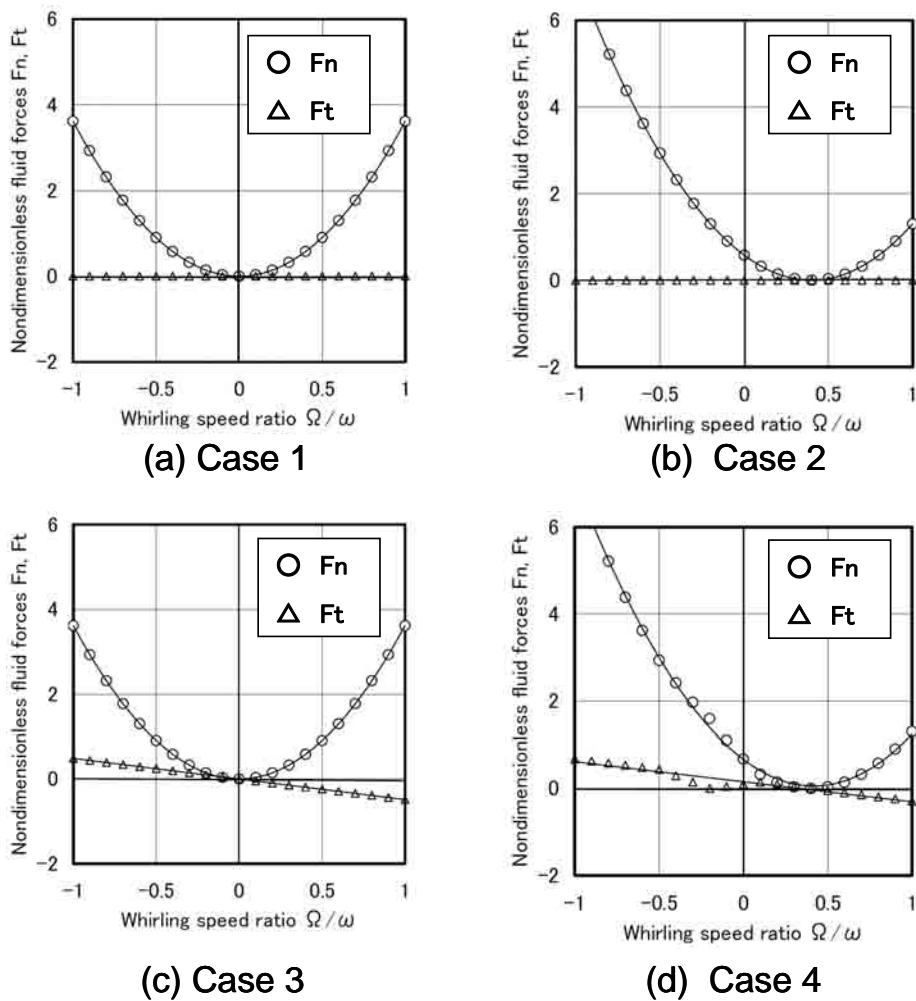 Nondimensionless fluid forces Fn, Ft
6
4
2
0
-2
Fn
Ft
-1
-0.5
0
0.5
1
Whirling speed ratio Ω/ω
(a) Case 1
Nondimensionless fluid forces Fn, Ft
6
4
2
0
-2
Fn
Ft
-1
-0.5
0
0.5
1
Whirling speed ratio Ω/ω
(b) Case 2
Nondimensionless fluid forces Fn, Ft
6
4
2
0
-2
Fn
Ft
-1
-0.5
0
0.5
1
Whirling speed ratio Ω/ω
(c) Case 3
Nondimensionless fluid forces Fn, Ft
6
4
2
0
-2
Fn
Ft
-1
-0.5
0
0.5
1
Whirling speed ratio Ω/ω
(d) Case 4